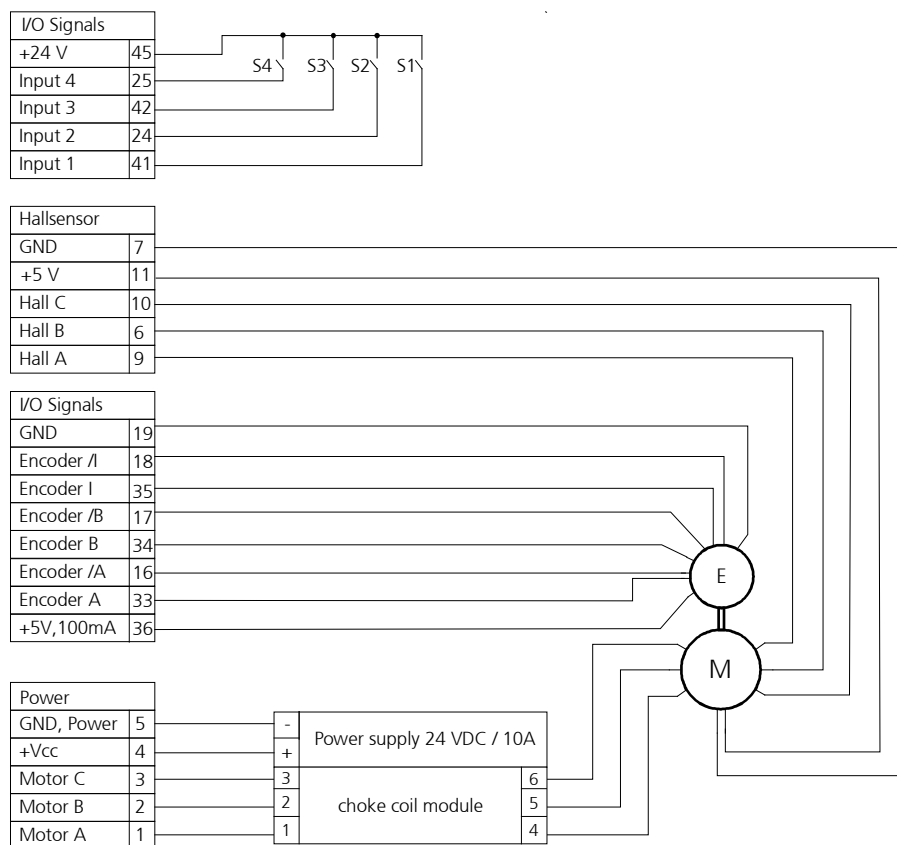 I/O Signals
+24 V 45
Input 4 25
Input 3 42
Input 2 24
Input 1 41
S4 S3 S2 S1
Hallsensor
GND 7
+5 V 11
Hall C 10
Hall B 6
Hall A 9
I/O Signals
GND 19
Encoder /I 18
Encoder I 35
Encoder /B 17
Encoder B 34
Encoder /A 16
Encoder A 33
+5V,100mA 36
E
M
Power
GND, Power 5
+Vcc 4
Motor C 3
Motor B 2
Motor A 1
- Power supply 24 VDC / 10A
+
3 6
2 choke coil module 5
1 4